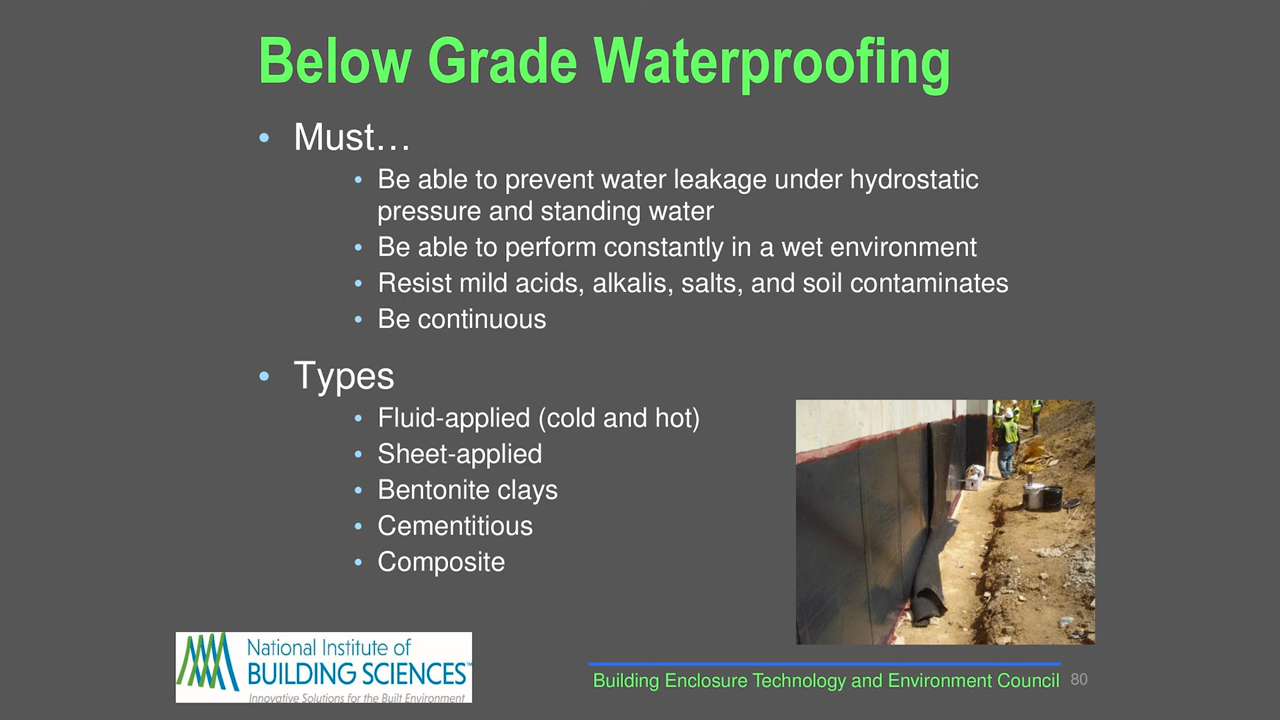 Below Grade Waterproofing
• Must…
• Be able to prevent water leakage under hydrostatic
pressure and standing water
• Be able to perform constantly in a wet environment
• Resist mild acids, alkalis, salts, and soil contaminates
• Be continuous
• Types
• Fluid-applied (cold and hot)
• Sheet-applied
• Bentonite clays
• Cementitious
• Composite
National Institute of
BUILDING SCIENCES™
Innovative Solutions for the Built Environment
Building Enclosure Technology and Environment Council 80